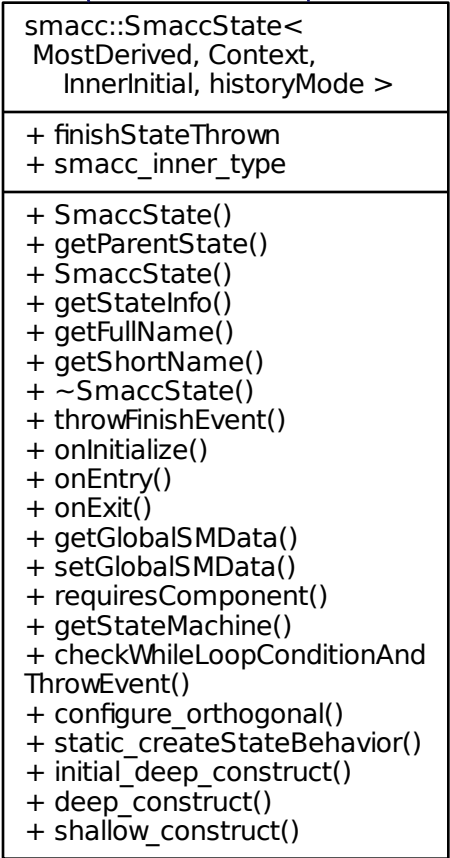 smacc::SmaccState<
MostDerived, Context,
InnerInitial, historyMode >
+ finishStateThrown
+ smacc_inner_type
+ SmaccState()
+ getParentState()
+ SmaccState()
+ getStateInfo()
+ getFullName()
+ getShortName()
+ ~SmaccState()
+ throwFinishEvent()
+ onInitialize()
+ onEntry()
+ onExit()
+ getGlobalSMData()
+ setGlobalSMData()
+ requiresComponent()
+ getStateMachine()
+ checkWhileLoopConditionAnd
ThrowEvent()
+ configure_orthogonal()
+ static_createStateBehavior()
+ initial_deep_construct()
+ deep_construct()
+ shallow_construct()